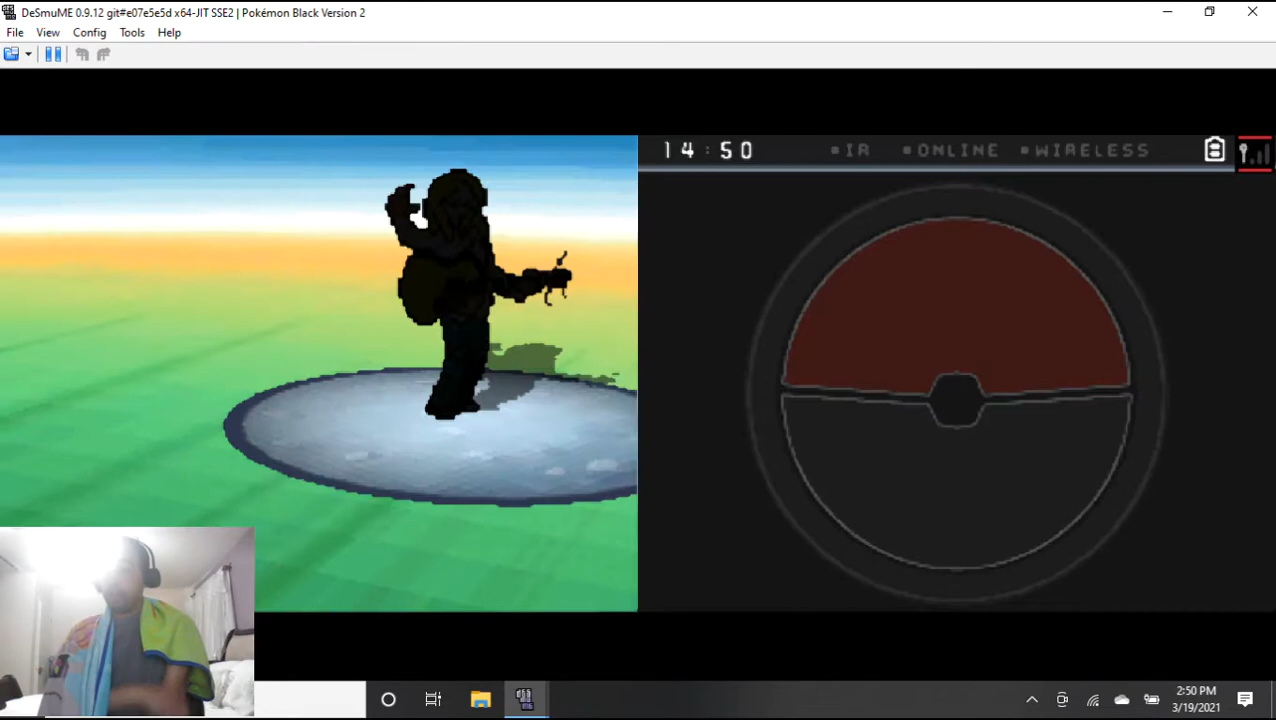 DeSmuME 0.9.12 git#e07e5e5d x64-JIT SSE2 | Pokémon Black Version 2
File View Config Tools Help
14:50 IR ONLINE WIRELESS
2:50 PM
3/19/2021